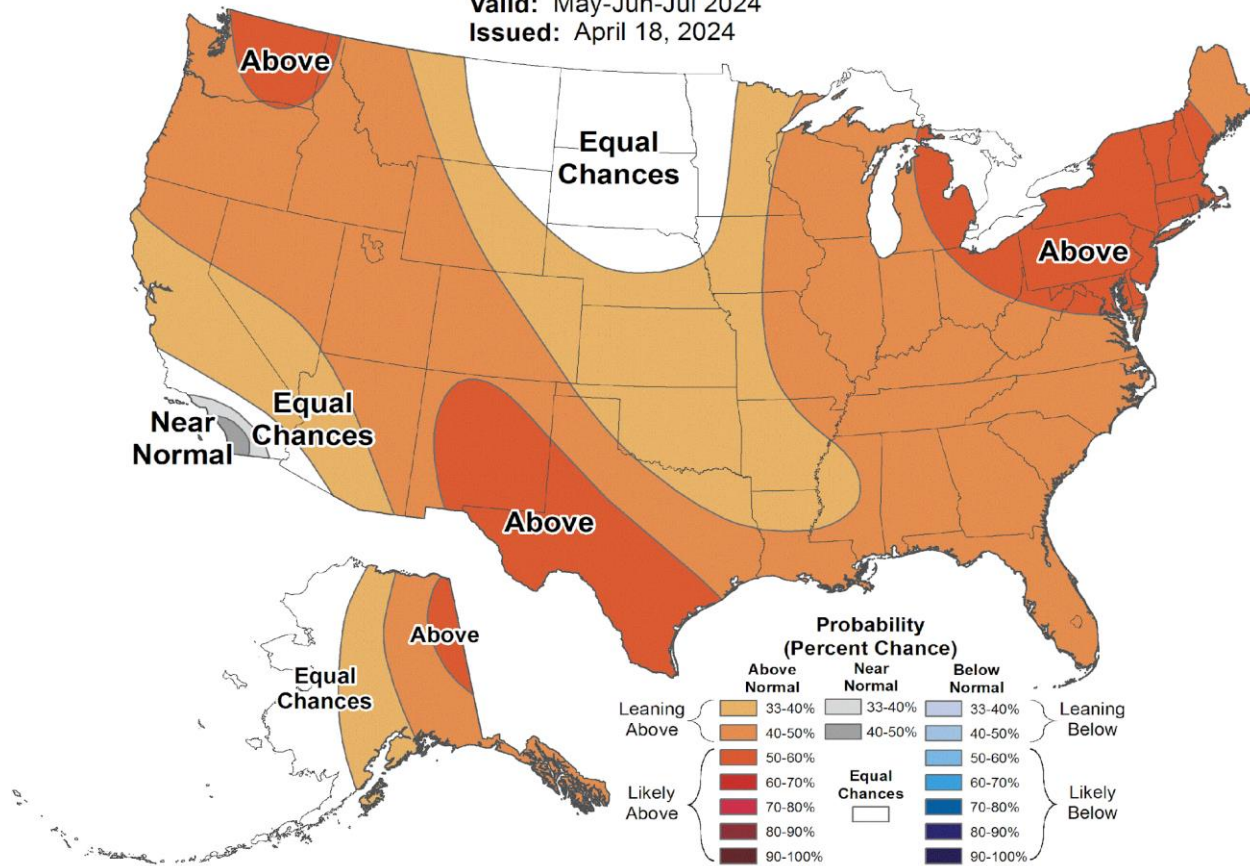 Valid: May-Jun-Jul 2024
Issued: April 18, 2024
Above
Equal
Chances
Above
Near
Normal
Equal
Chances
Above
Above
Equal
Chances
Probability
(Percent Chance)
Above
Normal
Near
Normal
Below
Normal
Leaning
Above
33-40%
33-40%
33-40%
Leaning
Below
40-50%
40-50%
40-50%
Likely
Above
50-60%
50-60%
Likely
Below
60-70%
60-70%
Equal
Chances
70-80%
70-80%
80-90%
80-90%
90-100%
90-100%